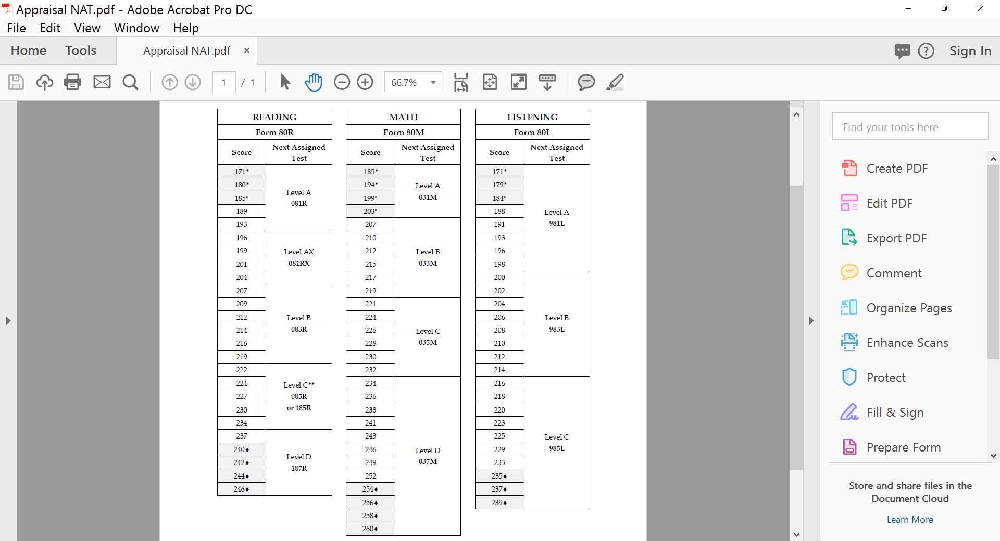 Appraisal NAT.pdf - Adobe Acrobat Pro DC
File Edit View Window Help
Home Tools Appraisal NAT.pdf × Sign In
1 / 1 66.7%
READING
Form 80R
Score Next Assigned Test
171*
180*
185*
189
193
Level A
081R
196
199
201
204
Level AX
081RX
207
209
212
214
216
219
Level B
083R
222
224
227
230
234
Level C**
085R
or 185R
237
240♦
242♦
244♦
246♦
Level D
187R
MATH
Form 80M
Score Next Assigned Test
185*
194*
199*
203*
Level A
031M
207
210
212
215
217
219
Level B
033M
221
224
226
228
230
232
Level C
035M
234
236
238
241
243
246
249
252
254♦
256♦
258♦
260♦
Level D
037M
LISTENING
Form 80L
Score Next Assigned Test
171*
179*
184*
188
191
193
196
198
Level A
981L
200
202
204
206
208
210
212
214
Level B
983L
216
218
220
223
225
229
233
235♦
237♦
239♦
Level C
985L
Find your tools here
Create PDF
Edit PDF
Export PDF
Comment
Organize Pages
Enhance Scans
Protect
Fill & Sign
Prepare Form
Store and share files in the
Document Cloud
Learn More